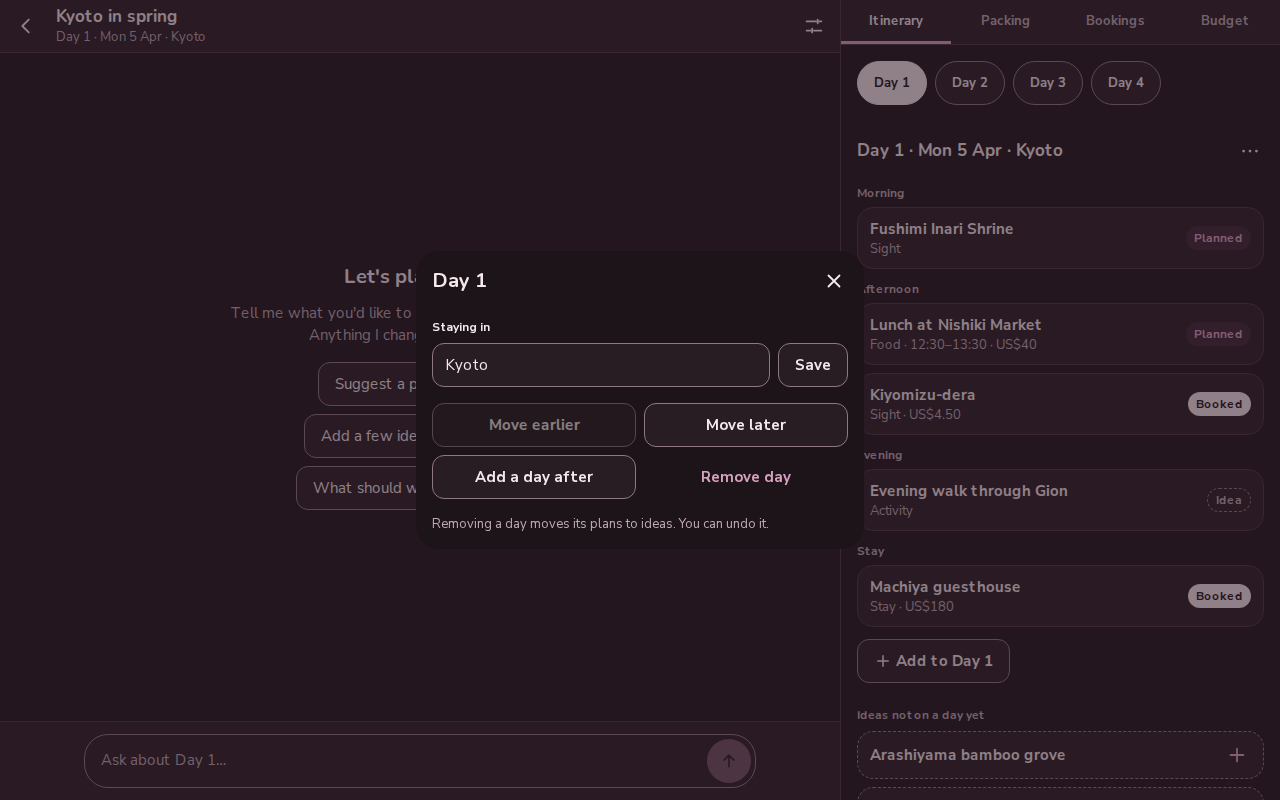 Kyoto in spring
Day 1 · Mon 5 Apr · Kyoto
Let's pla
Tell me what you'd like to
Anything I chang
Suggest a p
Add a few ide
What should w
Ask about Day 1...
Day 1
Staying in
Kyoto
Save
Move earlier
Move later
Add a day after
Remove day
Removing a day moves its plans to ideas. You can undo it.
Itinerary
Packing
Bookings
Budget
Day 1
Day 2
Day 3
Day 4
Day 1 · Mon 5 Apr · Kyoto
Morning
Fushimi Inari Shrine
Sight
Planned
fternoon
Lunch at Nishiki Market
Food · 12:30–13:30 · US$40
Planned
Kiyomizu-dera
Sight · US$4.50
Booked
vening
Evening walk through Gion
Activity
Idea
Stay
Machiya guesthouse
Stay · US$180
Booked
Add to Day 1
Ideas not on a day yet
Arashiyama bamboo grove